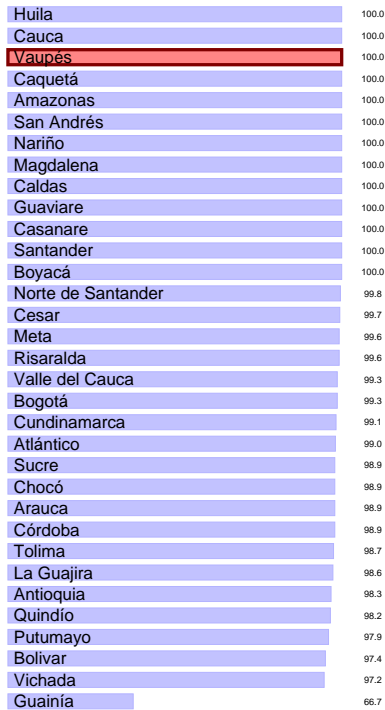 Huila 100.0
Cauca 100.0
Vaupés 100.0
Caquetá 100.0
Amazonas 100.0
San Andrés 100.0
Nariño 100.0
Magdalena 100.0
Caldas 100.0
Guaviare 100.0
Casanare 100.0
Santander 100.0
Boyacá 100.0
Norte de Santander 99.8
Cesar 99.7
Meta 99.6
Risaralda 99.6
Valle del Cauca 99.3
Bogotá 99.3
Cundinamarca 99.1
Atlántico 99.0
Sucre 98.9
Chocó 98.9
Arauca 98.9
Córdoba 98.9
Tolima 98.7
La Guajira 98.6
Antioquia 98.3
Quindío 98.2
Putumayo 97.9
Bolivar 97.4
Vichada 97.2
Guainía 66.7